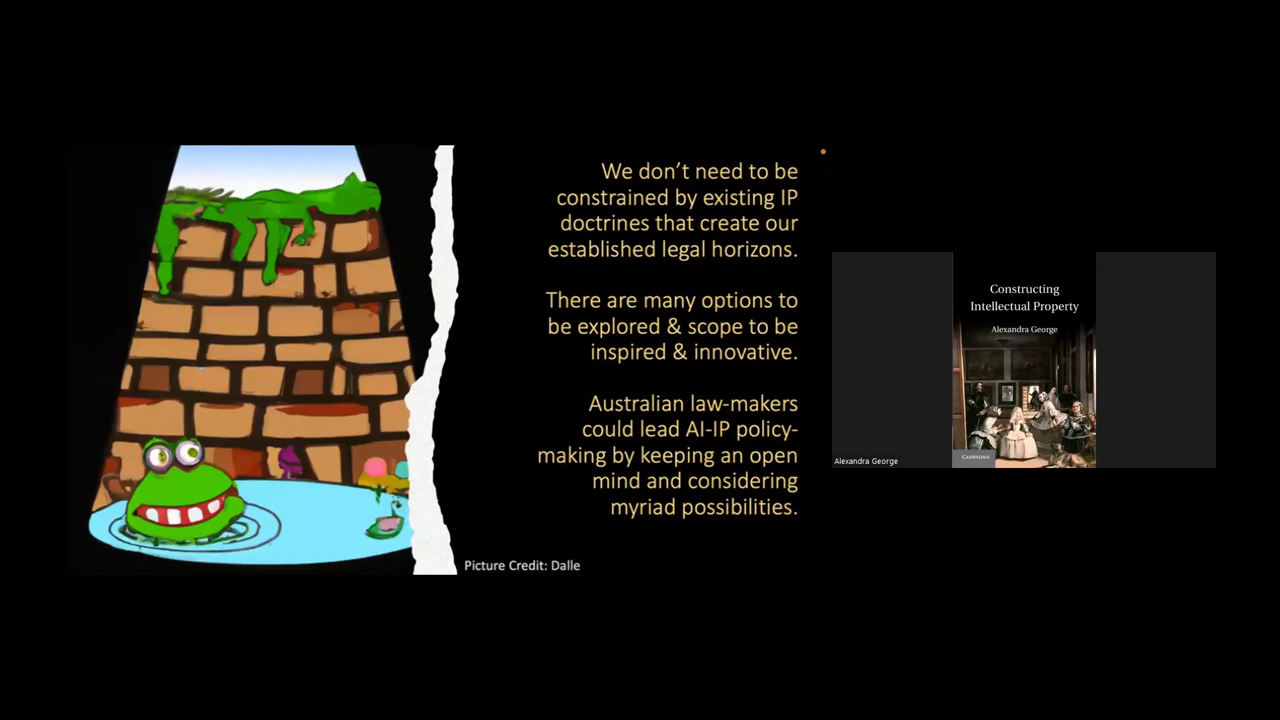 We don’t need to be
constrained by existing IP
doctrines that create our
established legal horizons.
There are many options to
be explored & scope to be
inspired & innovative.
Australian law-makers
could lead AI-IP policy-
making by keeping an open
mind and considering
myriad possibilities.
Picture Credit: Dalle
Constructing
Intellectual Property
Alexandra George
CAMBRIDGE
Alexandra George